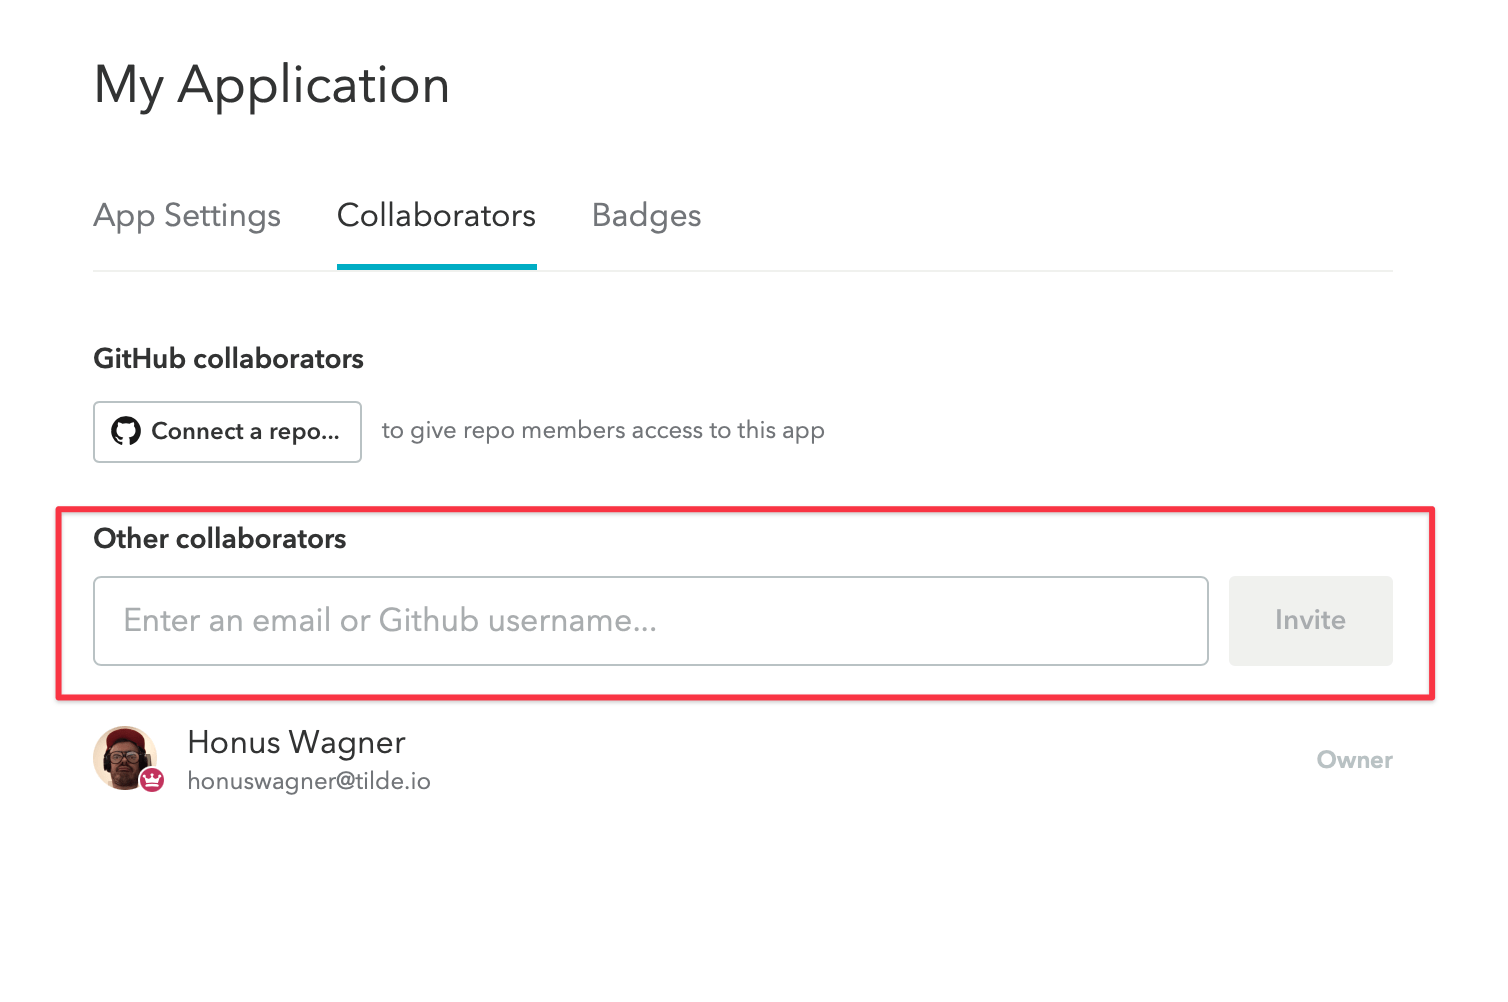 My Application
App Settings Collaborators Badges
GitHub collaborators
Connect a repo... to give repo members access to this app
Other collaborators
Enter an email or Github username... Invite
Honus Wagner
honuswagner@tilde.io
Owner